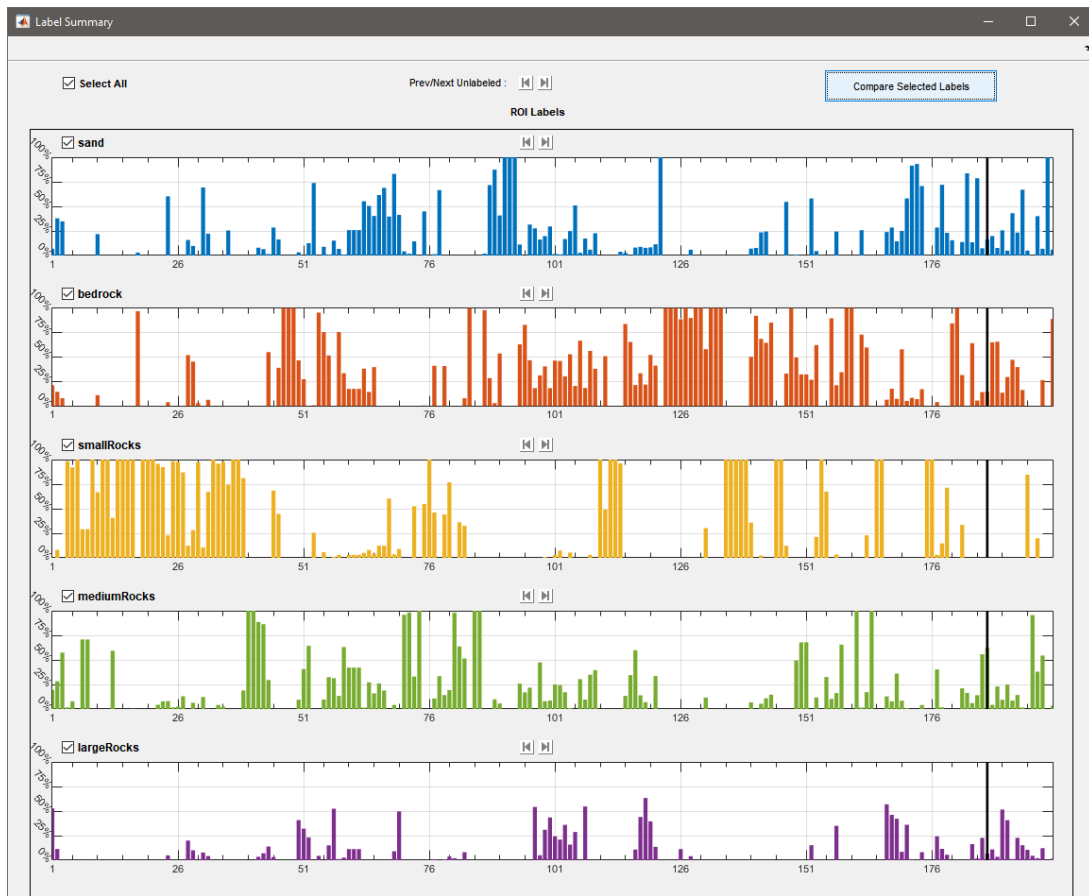 Label Summary
Select All Prev/Next Unlabeled : Compare Selected Labels
ROI Labels
sand
100%
75%
50%
25%
0%
1 26 51 76 101 126 151 176
bedrock
100%
75%
50%
25%
0%
1 26 51 76 101 126 151 176
smallRocks
100%
75%
50%
25%
0%
1 26 51 76 101 126 151 176
mediumRocks
100%
75%
50%
25%
0%
1 26 51 76 101 126 151 176
largeRocks
100%
75%
50%
25%
0%
1 26 51 76 101 126 151 176